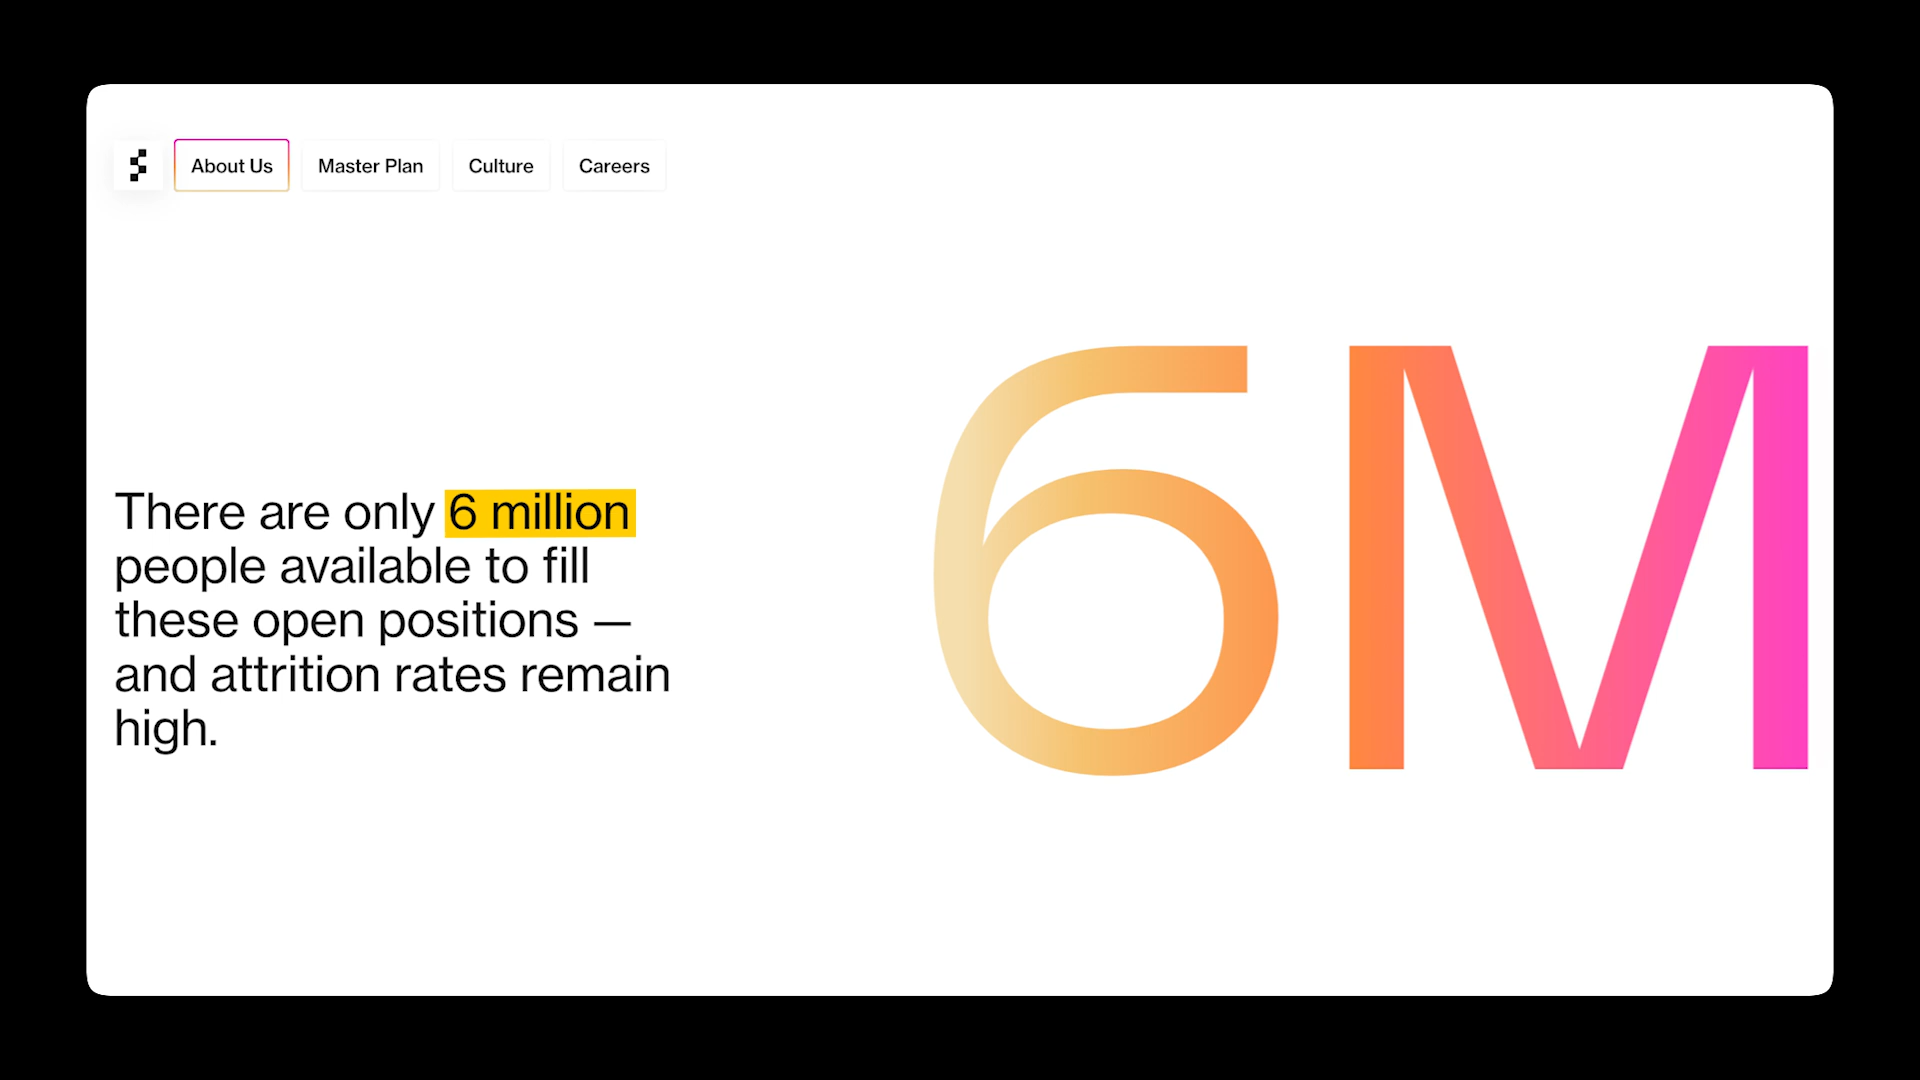 About Us
Master Plan
Culture
Careers
There are only 6 million
people available to fill
these open positions —
and attrition rates remain
high.
6M